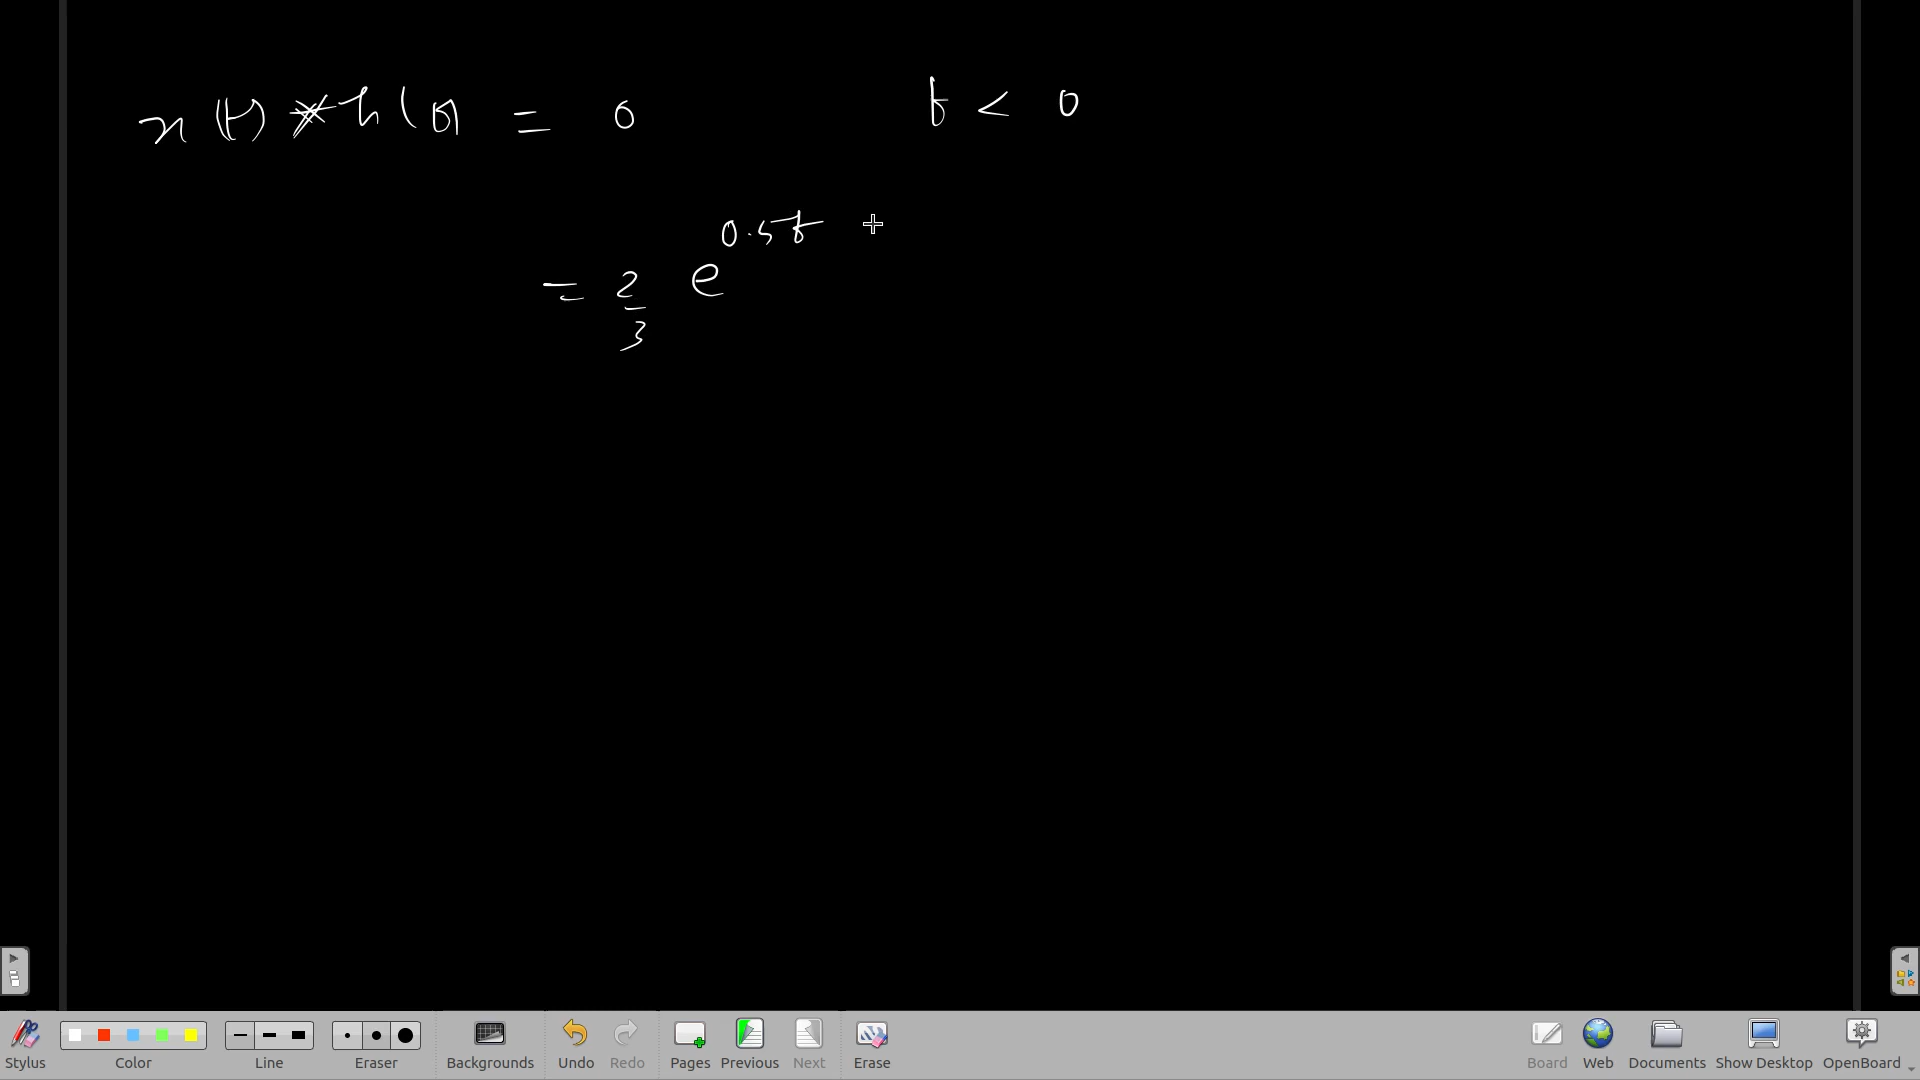 x(t) * h(t) = 0 t < 0
= 2/3 e^0.5t
Stylus Color Line Eraser Backgrounds Undo Redo Pages Previous Next Erase Board Web Documents Show Desktop OpenBoard